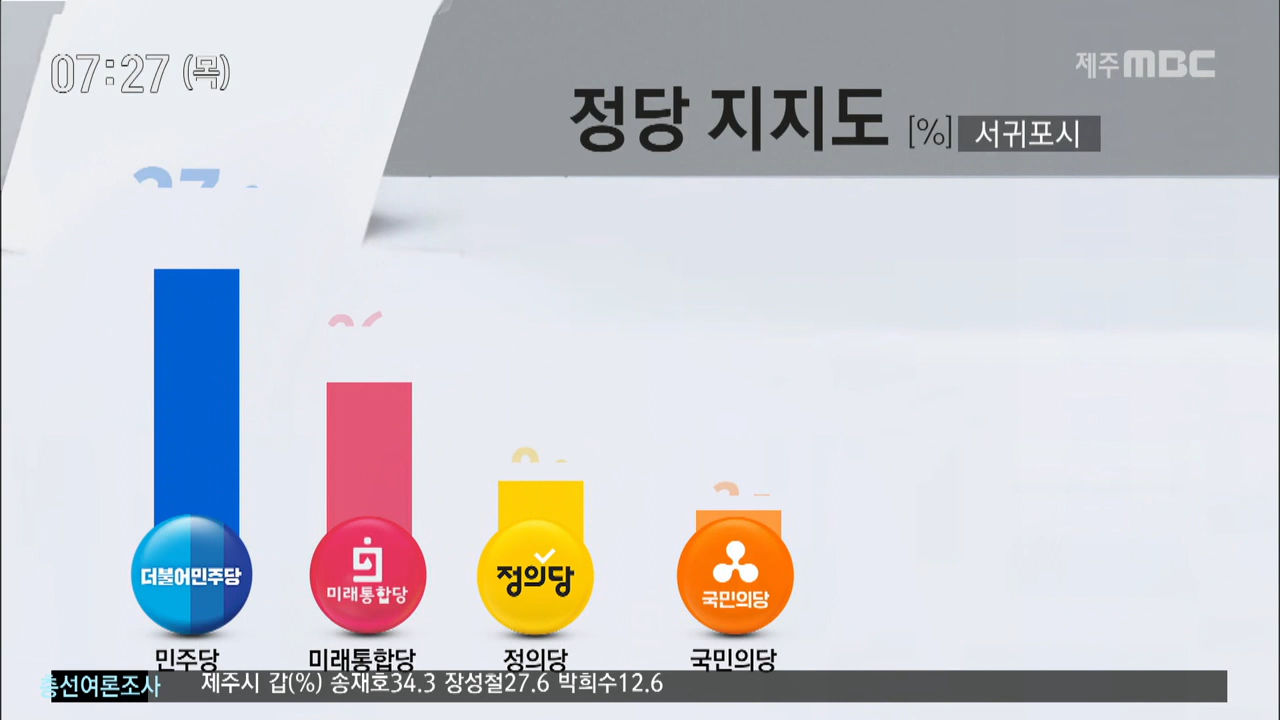 07:27 (목)
제주MBC
정당 지지도 [%] 서귀포시
더불어민주당
미래통합당
정의당
국민의당
민주당
미래통합당
정의당
국민의당
총선여론조사
제주시 갑(%) 송재호34.3 장성철27.6 박희수12.6